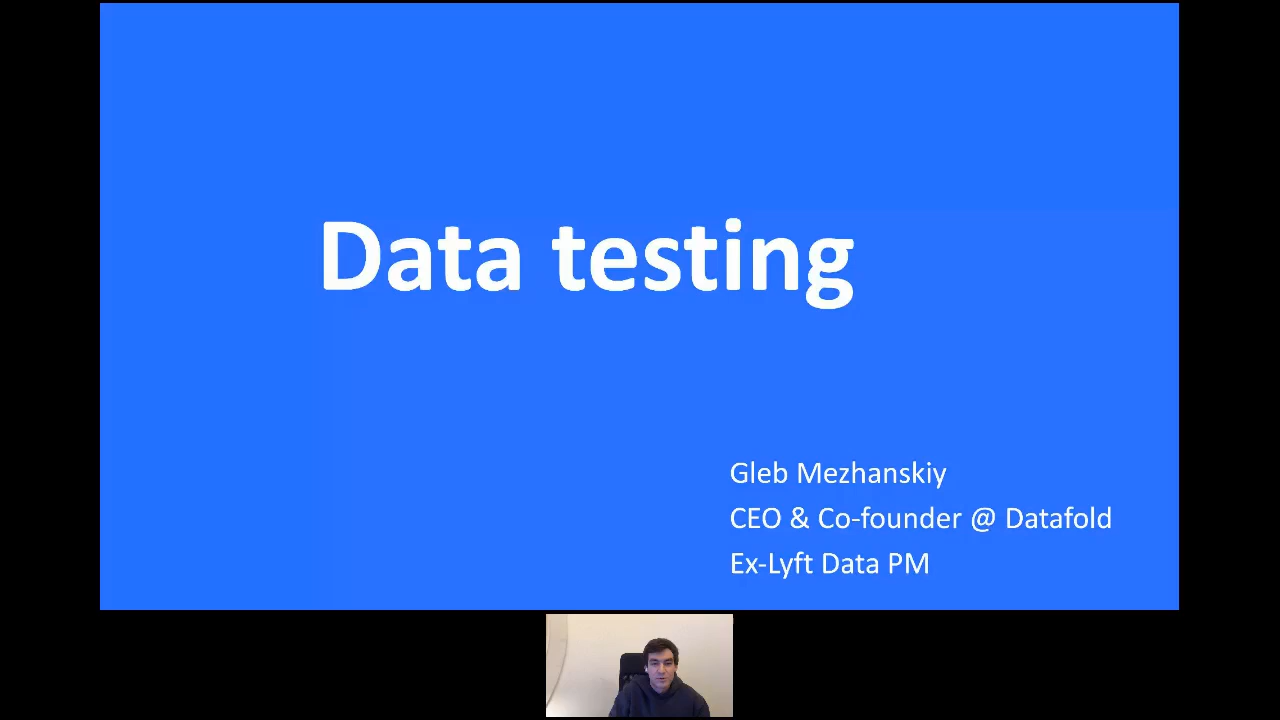 Data testing
Gleb Mezhanskiy
CEO & Co-founder @ Datafold
Ex-Lyft Data PM